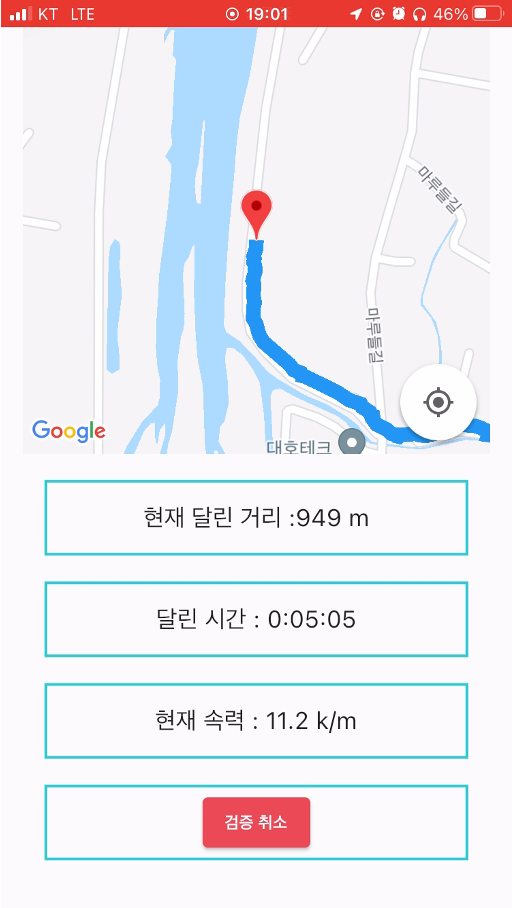 KT LTE 19:01 46%
마루들길
마루들길
Google
대호테크
현재 달린 거리 :949 m
달린 시간 : 0:05:05
현재 속력 : 11.2 k/m
검증 취소